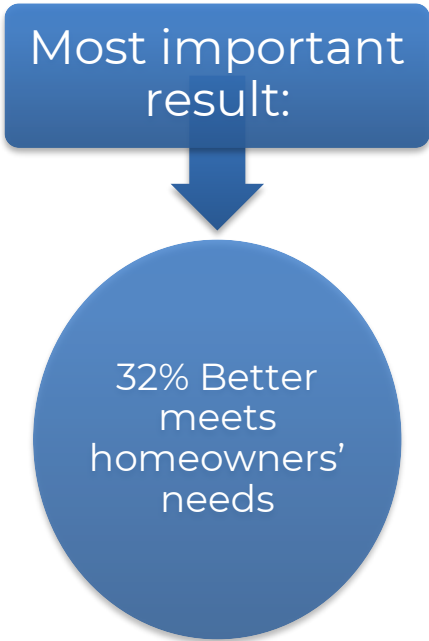 Most important
result:
32% Better
meets
homeowners’
needs